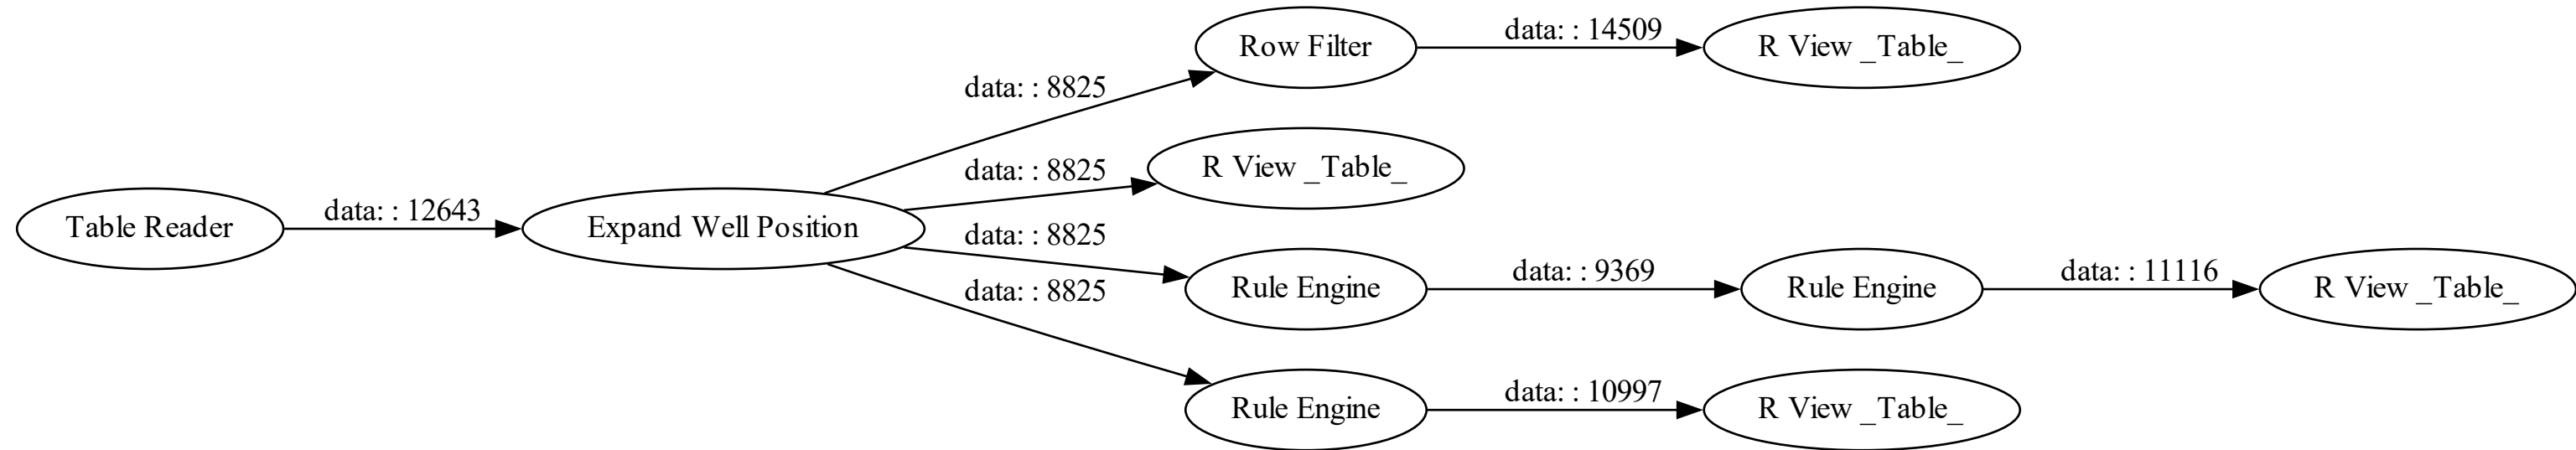 Row Filter
data: : 14509
R View _Table_
data: : 8825
data: : 8825
R View _Table_
Table Reader
data: : 12643
Expand Well Position
data: : 8825
Rule Engine
data: : 9369
Rule Engine
data: : 11116
R View _Table_
data: : 8825
Rule Engine
data: : 10997
R View _Table_